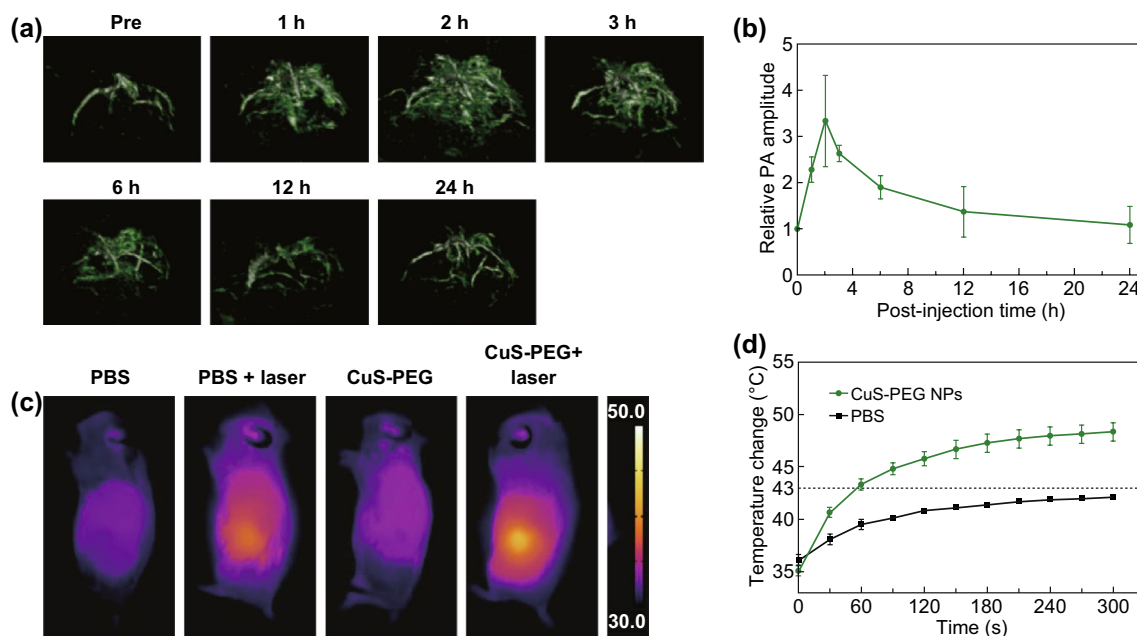 (a)
Pre
1 h
2 h
3 h
6 h
12 h
24 h
(b)
Relative PA amplitude
5
4
3
2
1
0
0 4 8 12 16 20 24
Post-injection time (h)
(c)
PBS
PBS + laser
CuS-PEG
CuS-PEG+
laser
50.0
30.0
(d)
Temperature change (°C)
55
50
45
43
40
35
CuS-PEG NPs
PBS
0 60 120 180 240 300
Time (s)